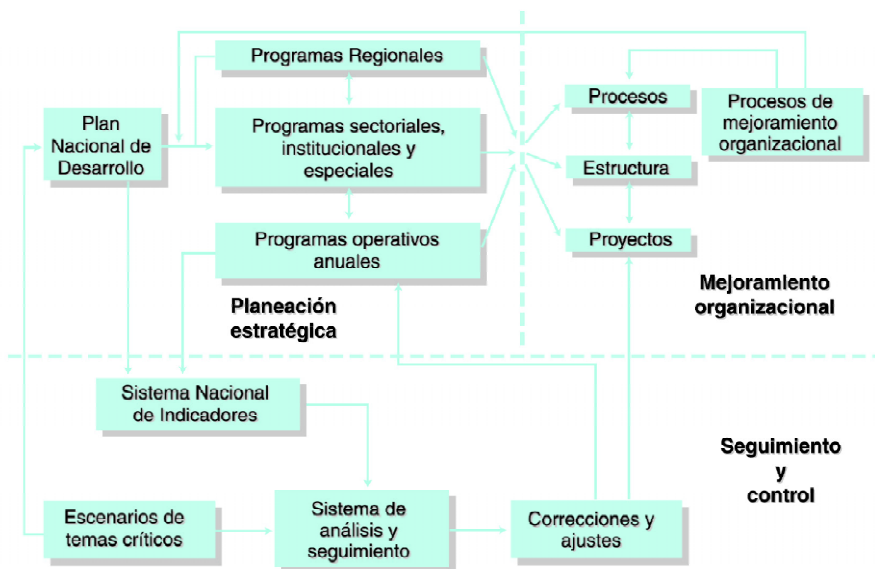 Programas Regionales
Plan
Nacional de
Desarrollo
Programas sectoriales,
institucionales y
especiales
Programas operativos
anuales
Planeación
estratégica
Procesos
Estructura
Proyectos
Procesos de
mejoramiento
organizacional
Mejoramiento
organizacional
Sistema Nacional
de Indicadores
Escenarios de
temas críticos
Sistema de
análisis y
seguimiento
Correcciones y
ajustes
Seguimiento
y
control